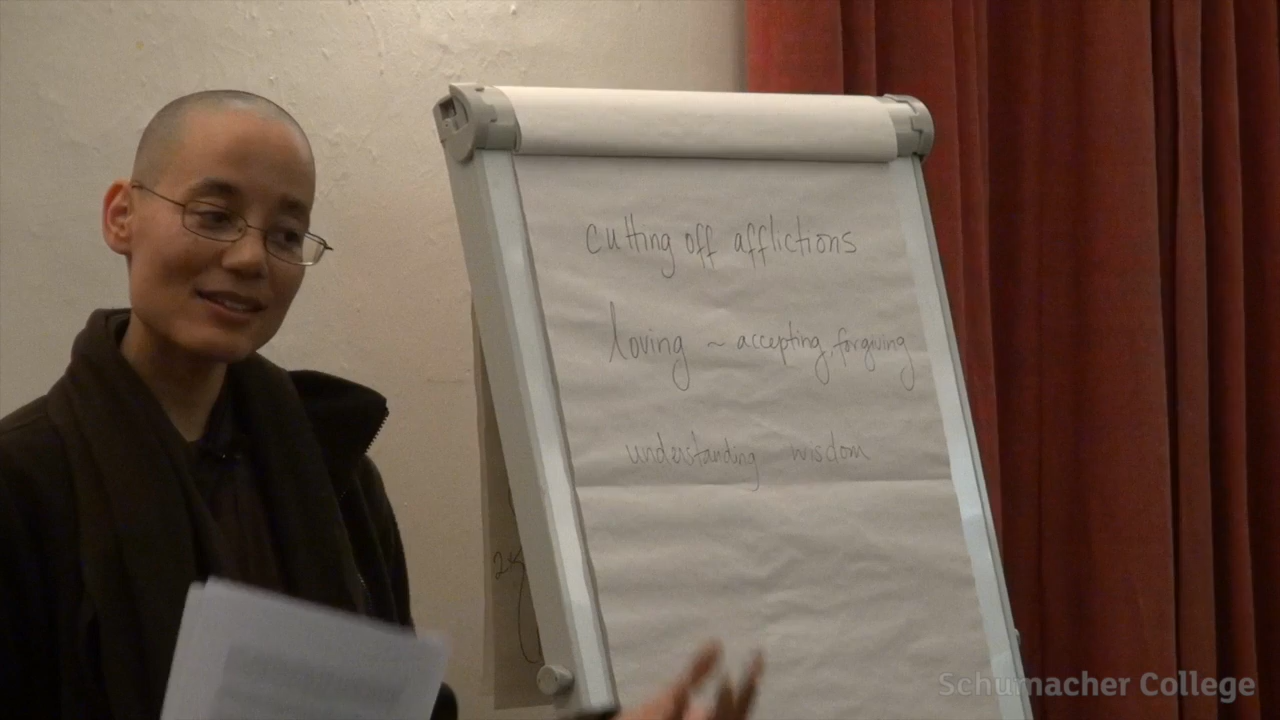 cutting off afflictions
loving ~ accepting, forgiving
understanding wisdom
Schumacher College